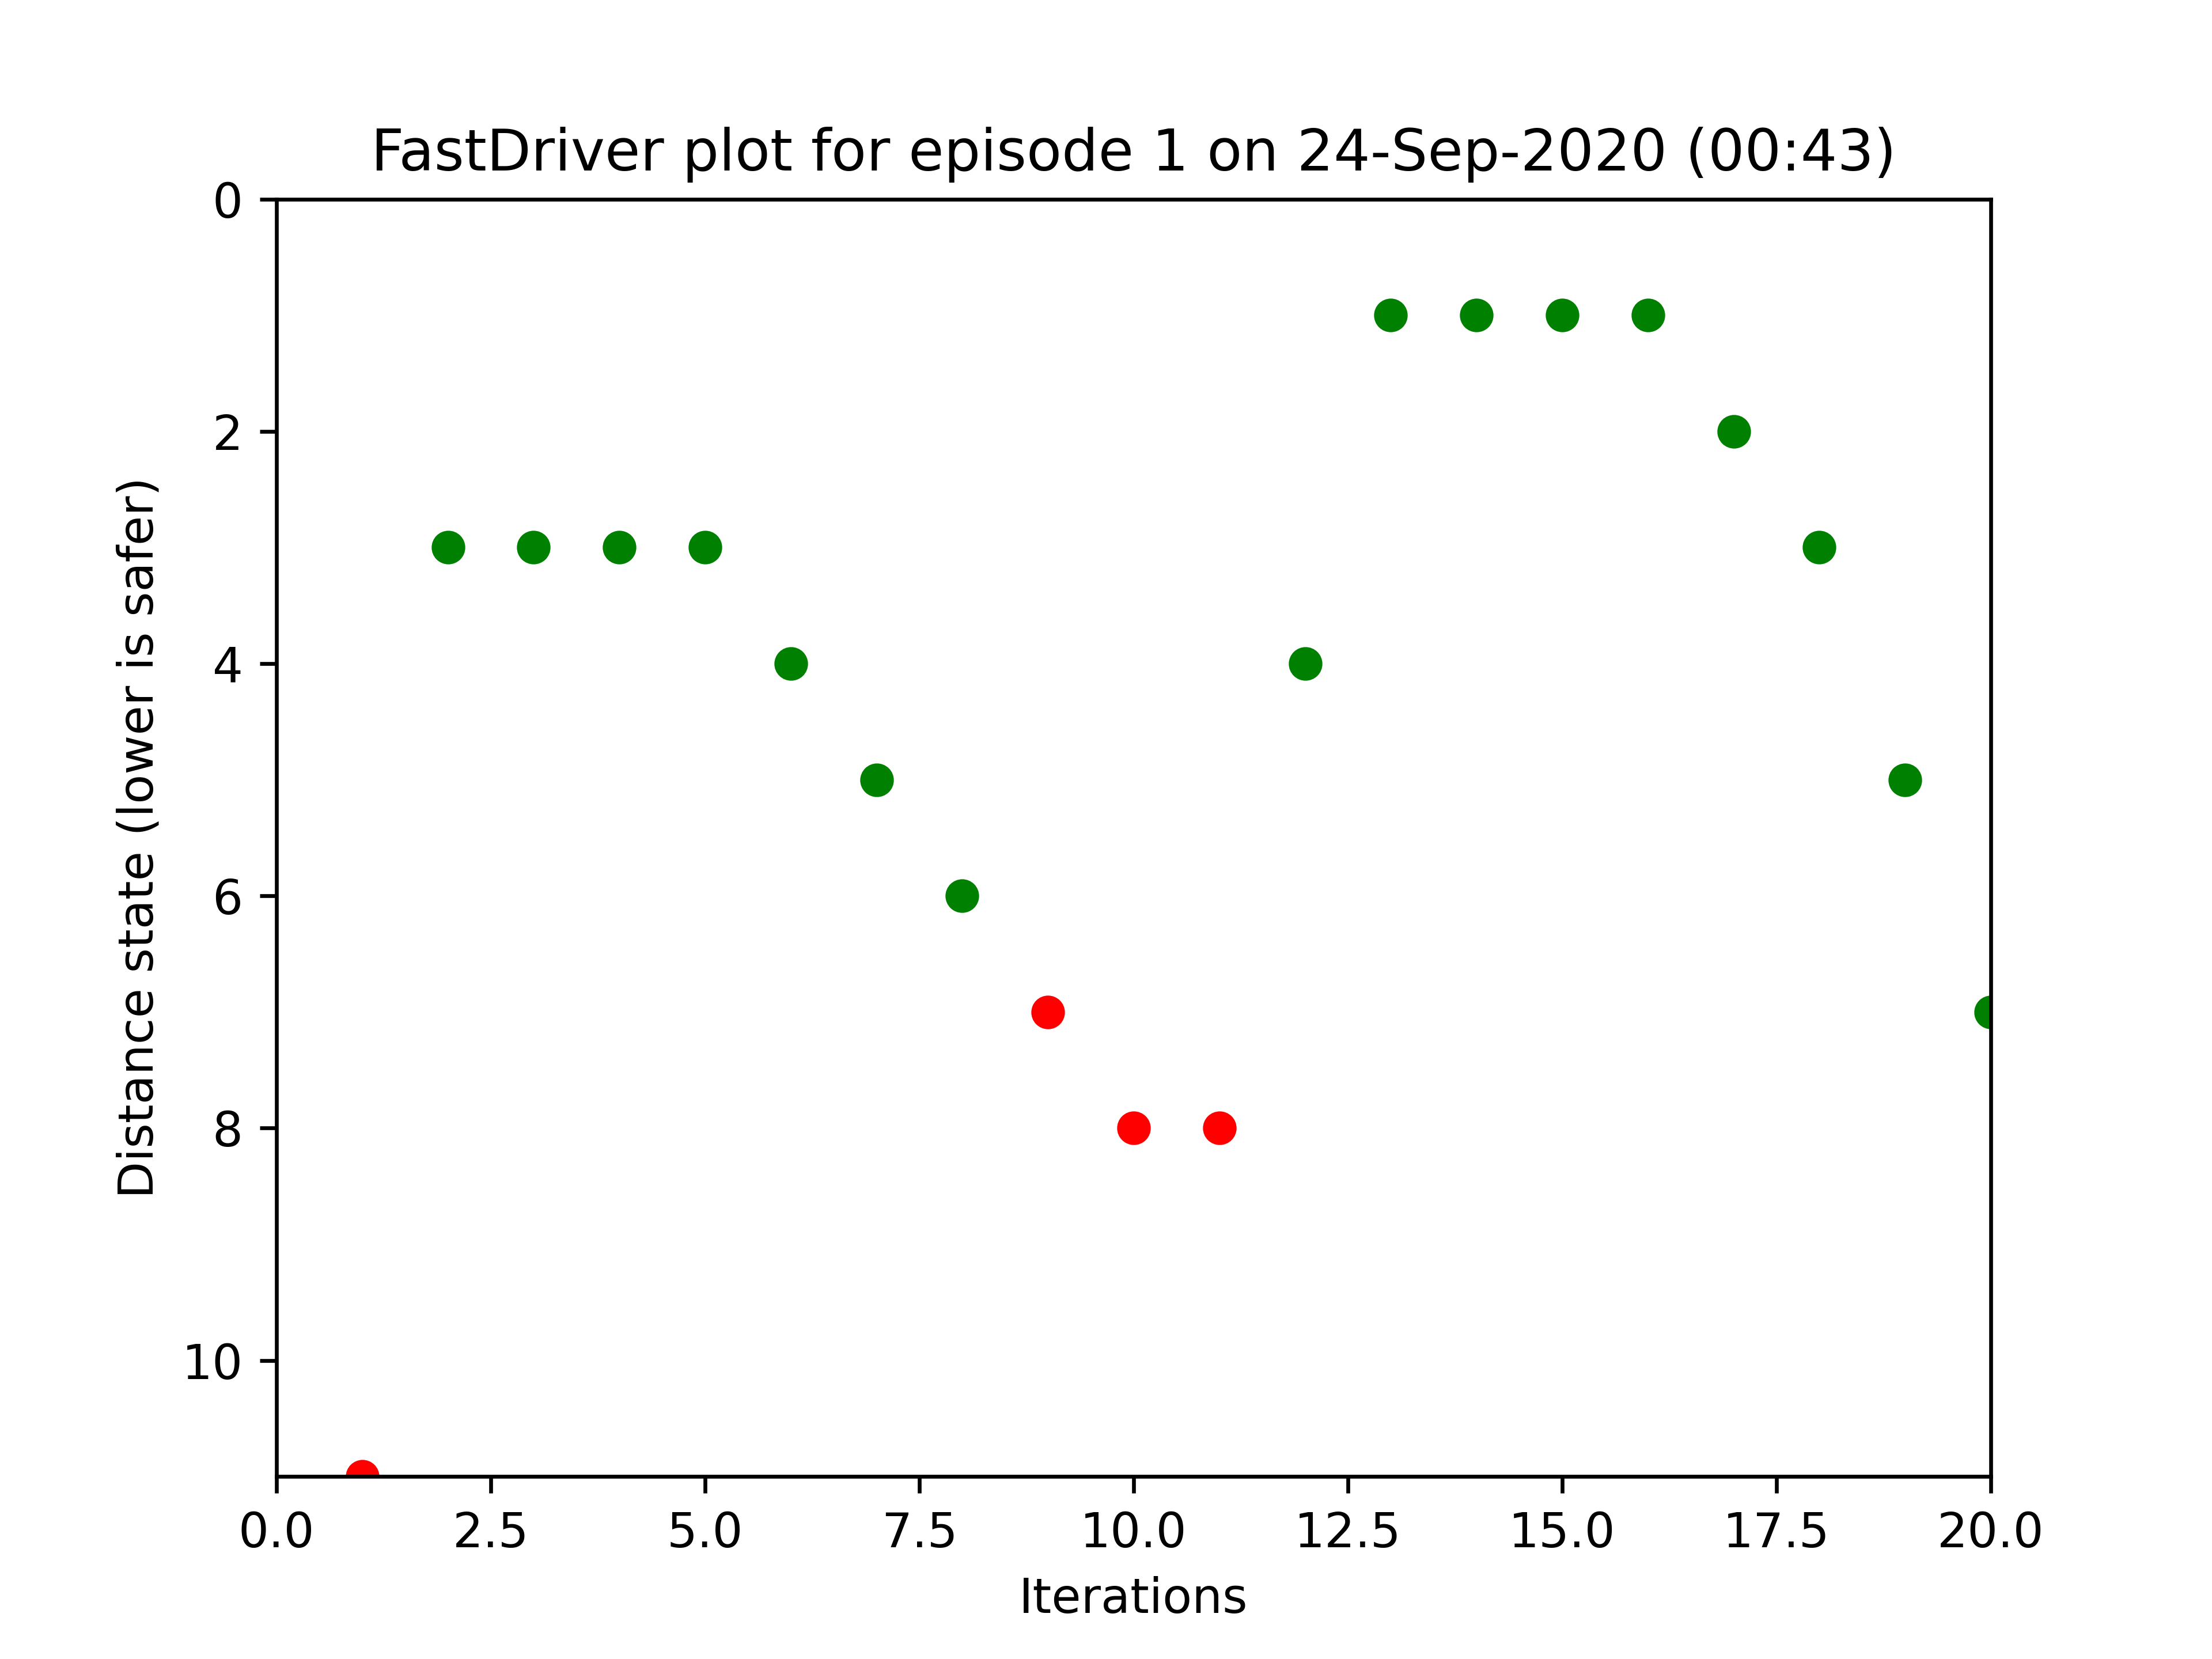 FastDriver plot for episode 1 on 24-Sep-2020 (00:43)
0
2
4
6
8
10
Distance state (lower is safer)
0.0 2.5 5.0 7.5 10.0 12.5 15.0 17.5 20.0
Iterations